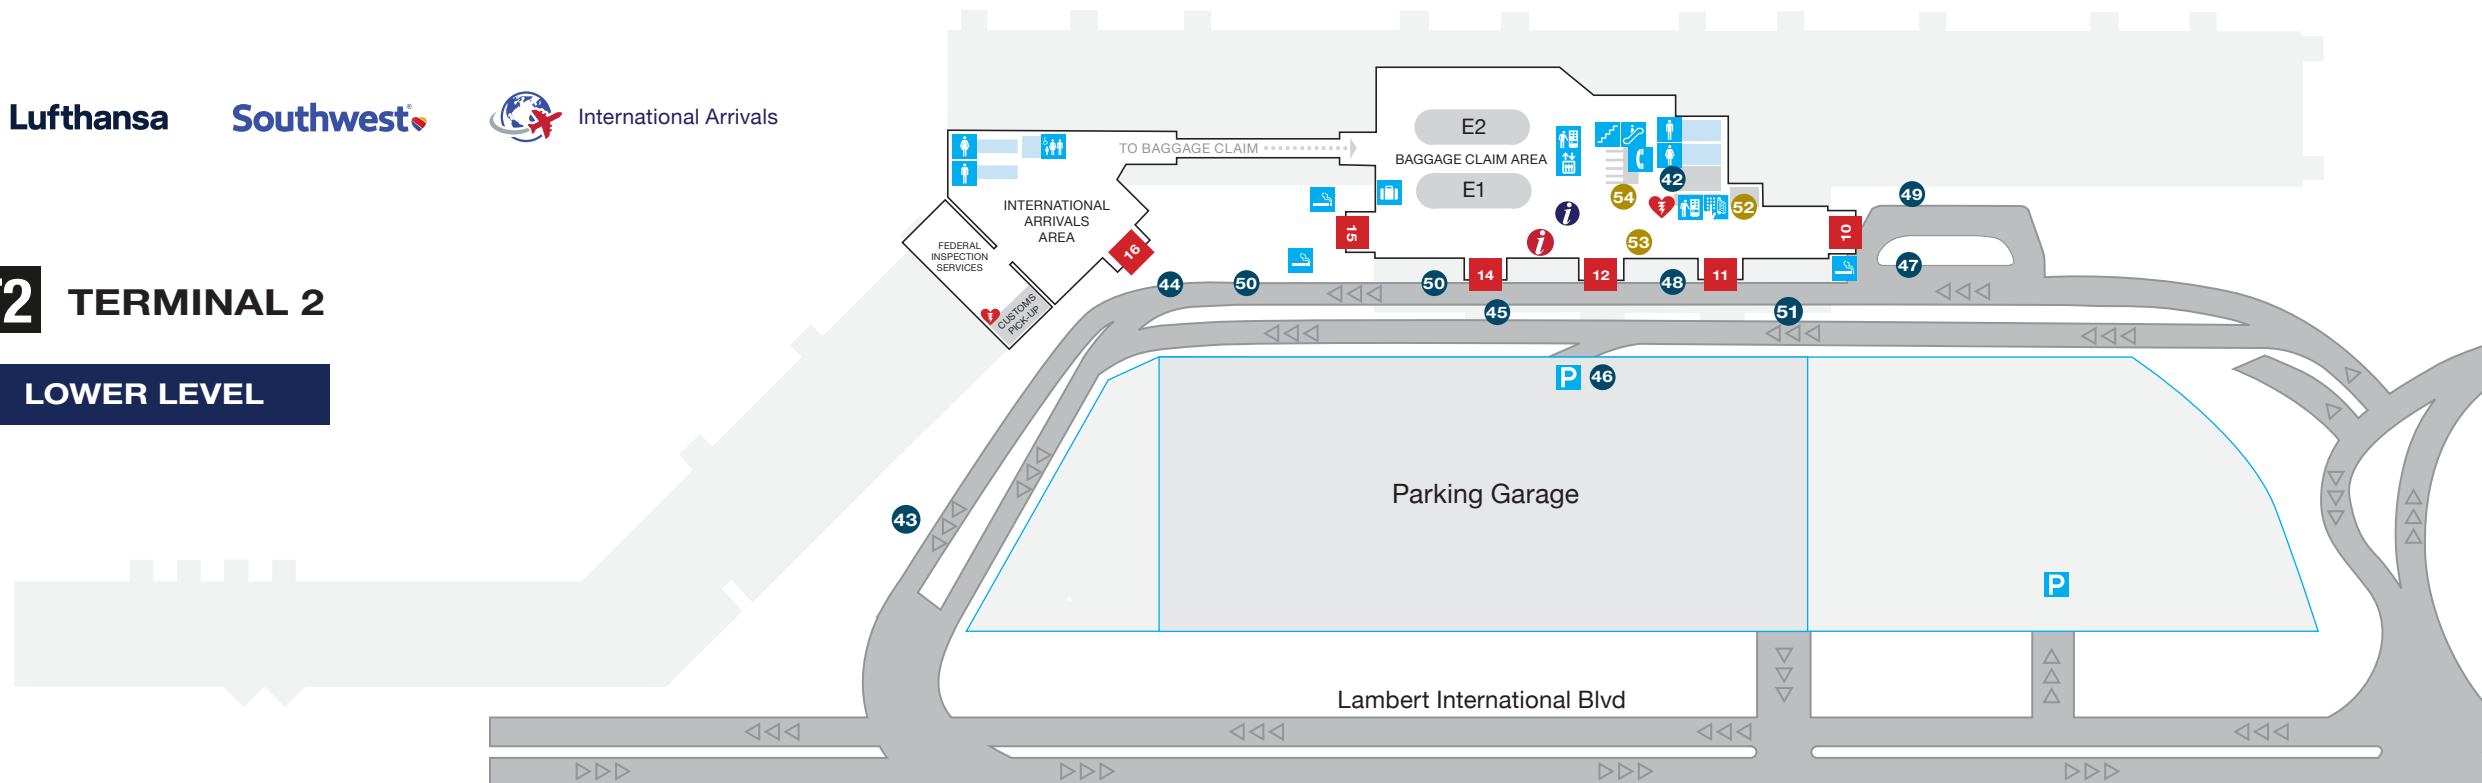 Lufthansa
Southwest®
International Arrivals
2
TERMINAL 2
LOWER LEVEL
E2
TO BAGGAGE CLAIM
BAGGAGE CLAIM AREA
E1
INTERNATIONAL
ARRIVALS
AREA
FEDERAL
INSPECTION
SERVICES
CUSTOMS
PICK-UP
16
15
i
i
54
42
52
53
10
49
47
44
50
50
14
12
48
11
45
51
P
46
43
Parking Garage
P
Lambert International Blvd